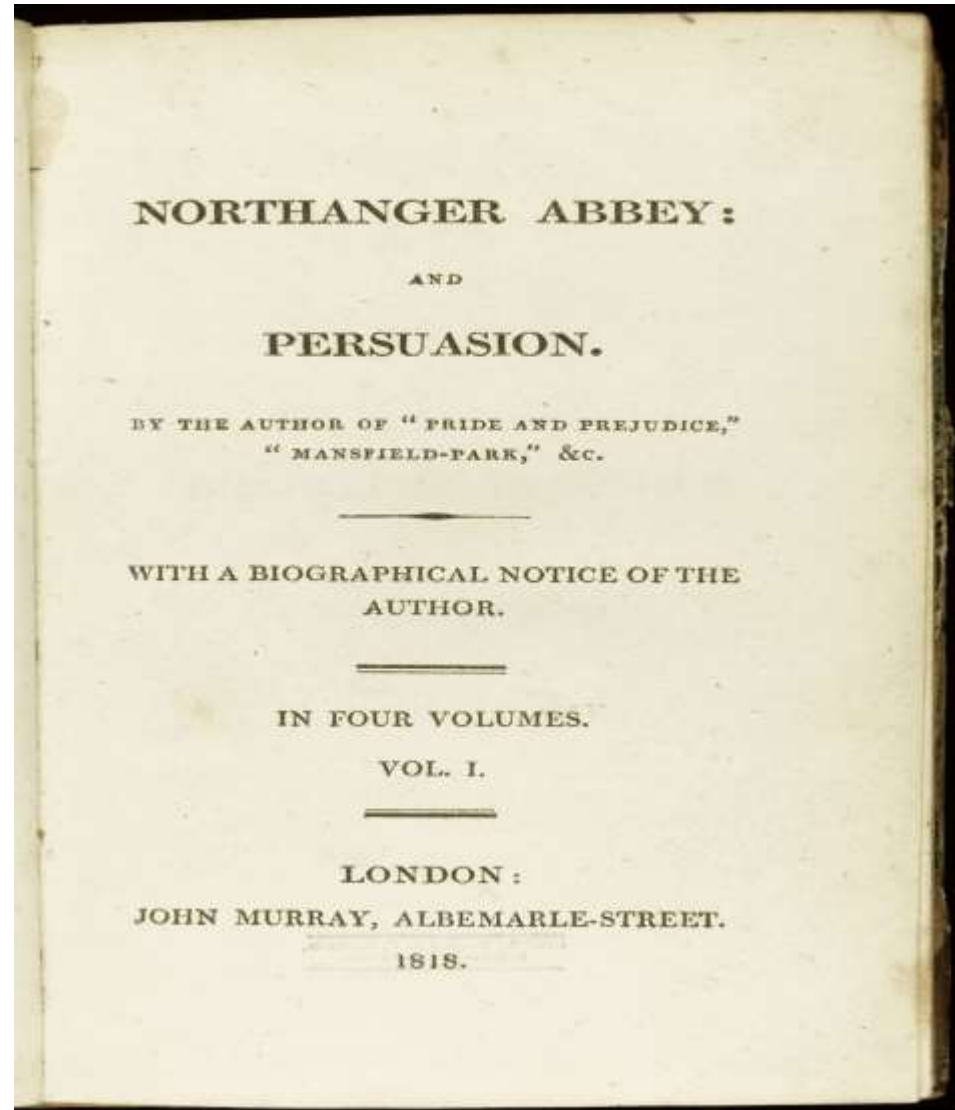 NORTHANGER ABBEY:
AND
PERSUASION.
BY THE AUTHOR OF “ PRIDE AND PREJUDICE,”
“ MANSFIELD-PARK,” &c.
WITH A BIOGRAPHICAL NOTICE OF THE
AUTHOR.
IN FOUR VOLUMES.
VOL. I.
LONDON :
JOHN MURRAY, ALBEMARLE-STREET.
1818.